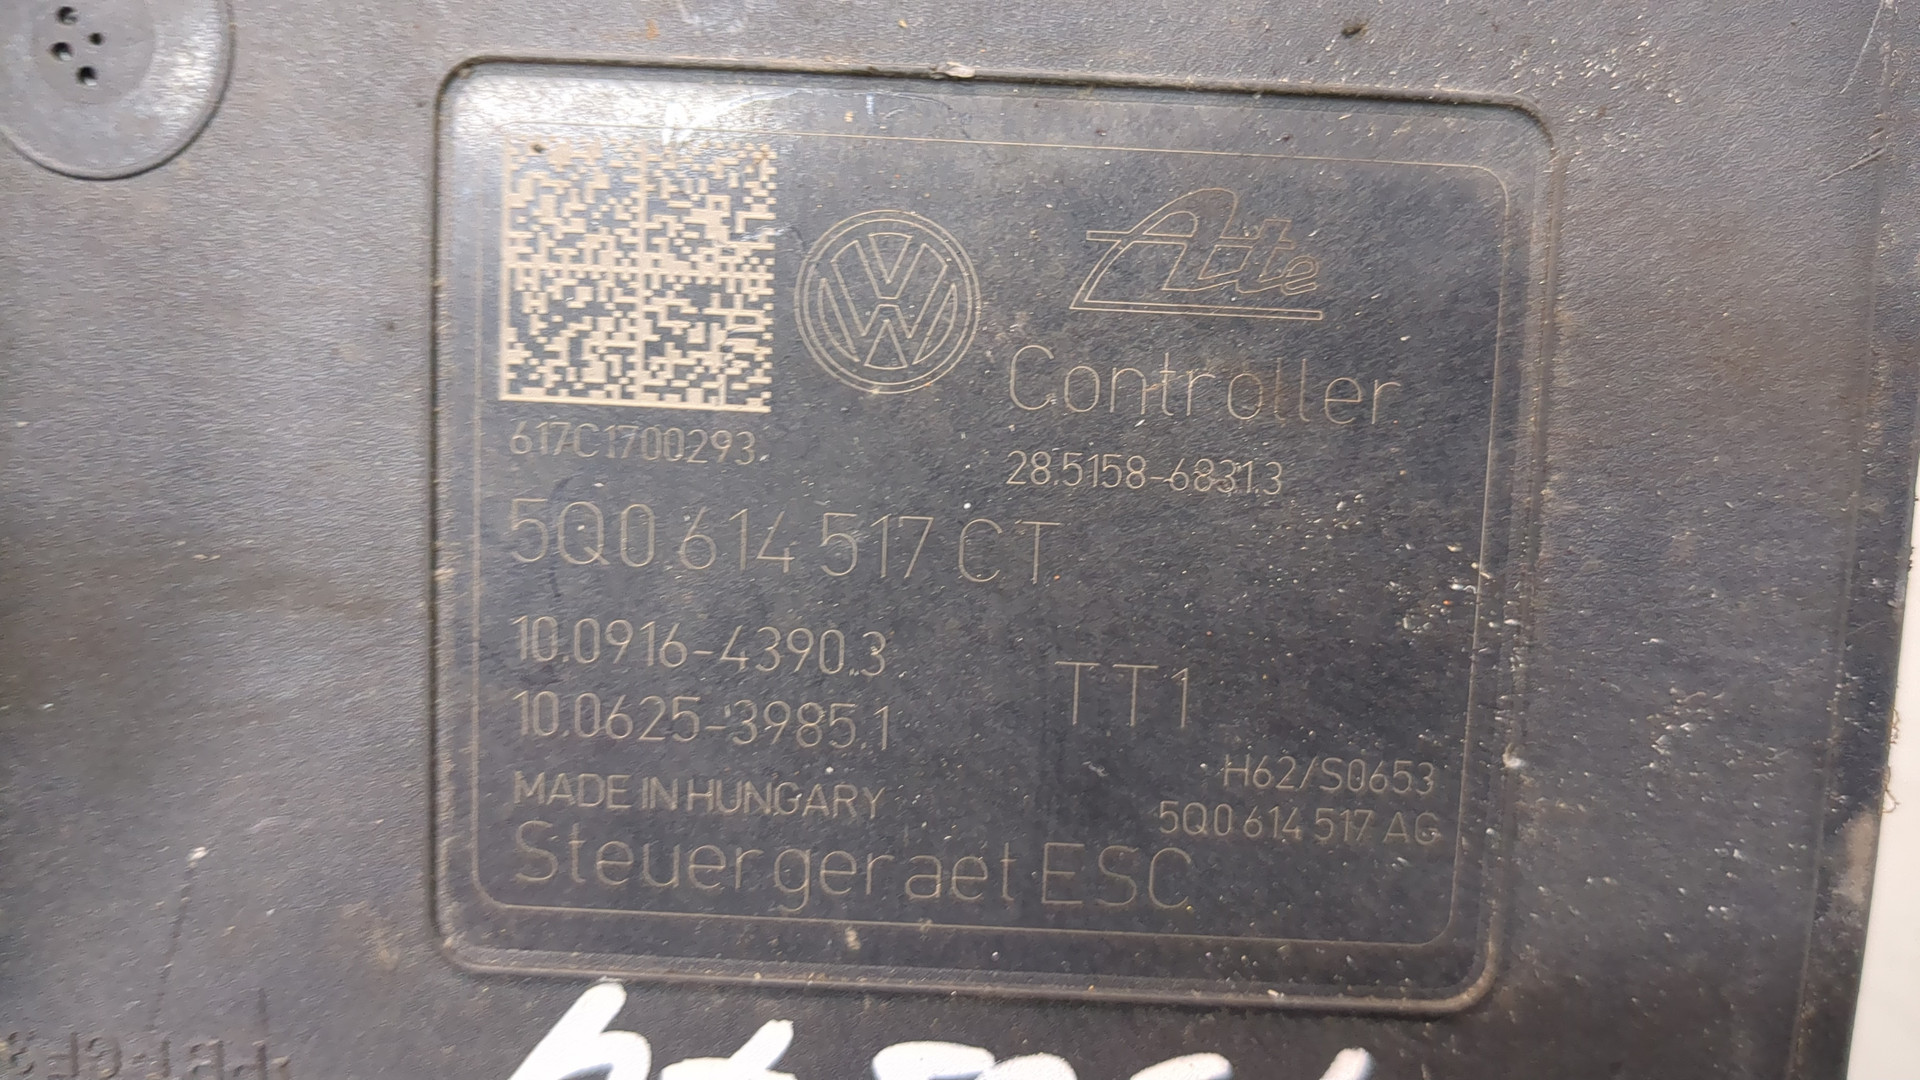 Ate
Controller
617C1700293
28.5158-6831.3
5Q0 614 517 CT
10.0916-4390.3
TT1
10.0625-3985.1
H62/S0653
MADE IN HUNGARY
5Q0 614 517 AG
Steuergeraet ESC